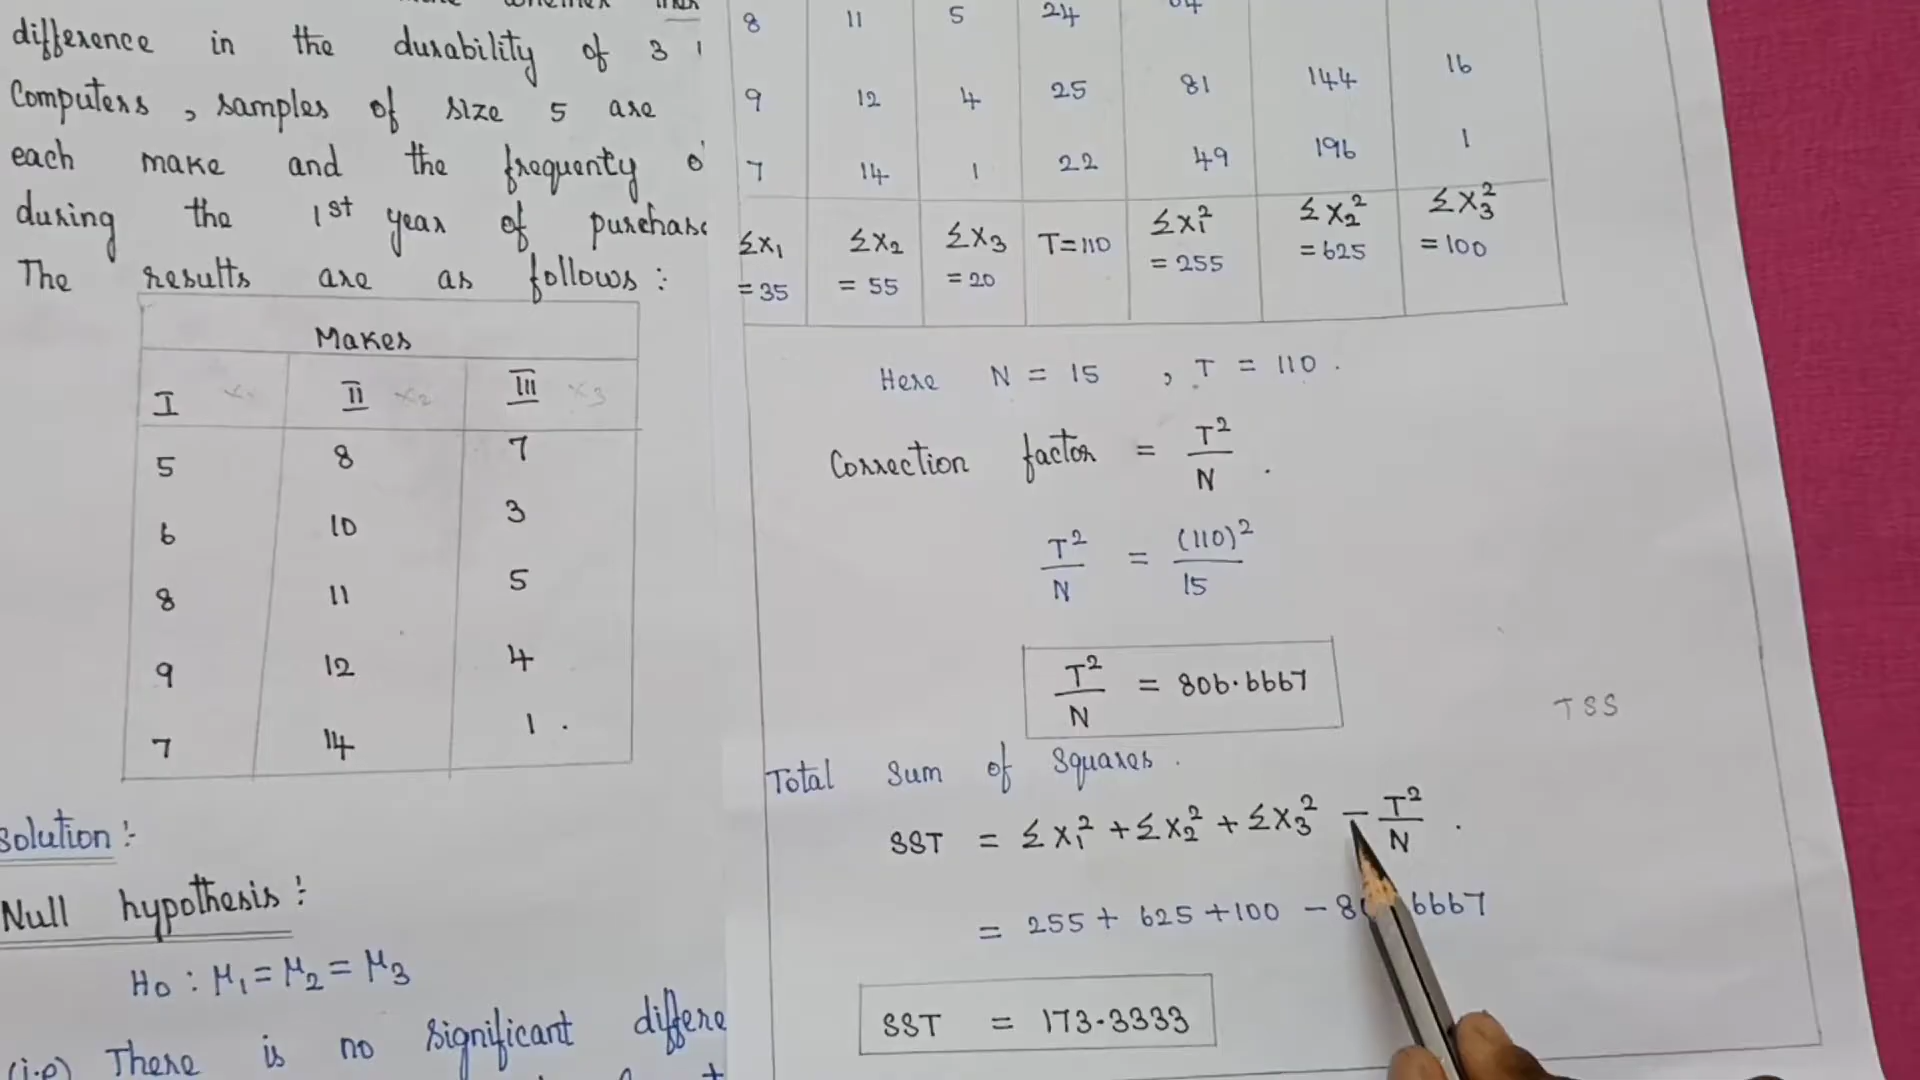 difference in the durability of 3
Computers , samples of size 5 are
each make and the frequenty
during the 1st year of purchase
The results are as follows :
Makes
I x1 II x2 III x3
5 8 7
6 10 3
8 11 5
9 12 4
7 14 1 .
Solution :-
Null hypothesis :-
H0 : μ1 = μ2 = μ3
(i.e) There is no significant differe
8 11 5 24 64
9 12 4 25 81 144 16
7 14 1 22 49 196 1
Σx1 = 35 Σx2 = 55 Σx3 = 20 T=110 Σx1² = 255 Σx2² = 625 Σx3² = 100
Here N = 15 , T = 110 .
Correction factor = T²/N .
T²/N = (110)²/15
T²/N = 806.6667
TSS
Total Sum of Squares .
SST = Σx1² + Σx2² + Σx3² - T²/N .
= 255 + 625 + 100 - 80 6667
SST = 173.3333